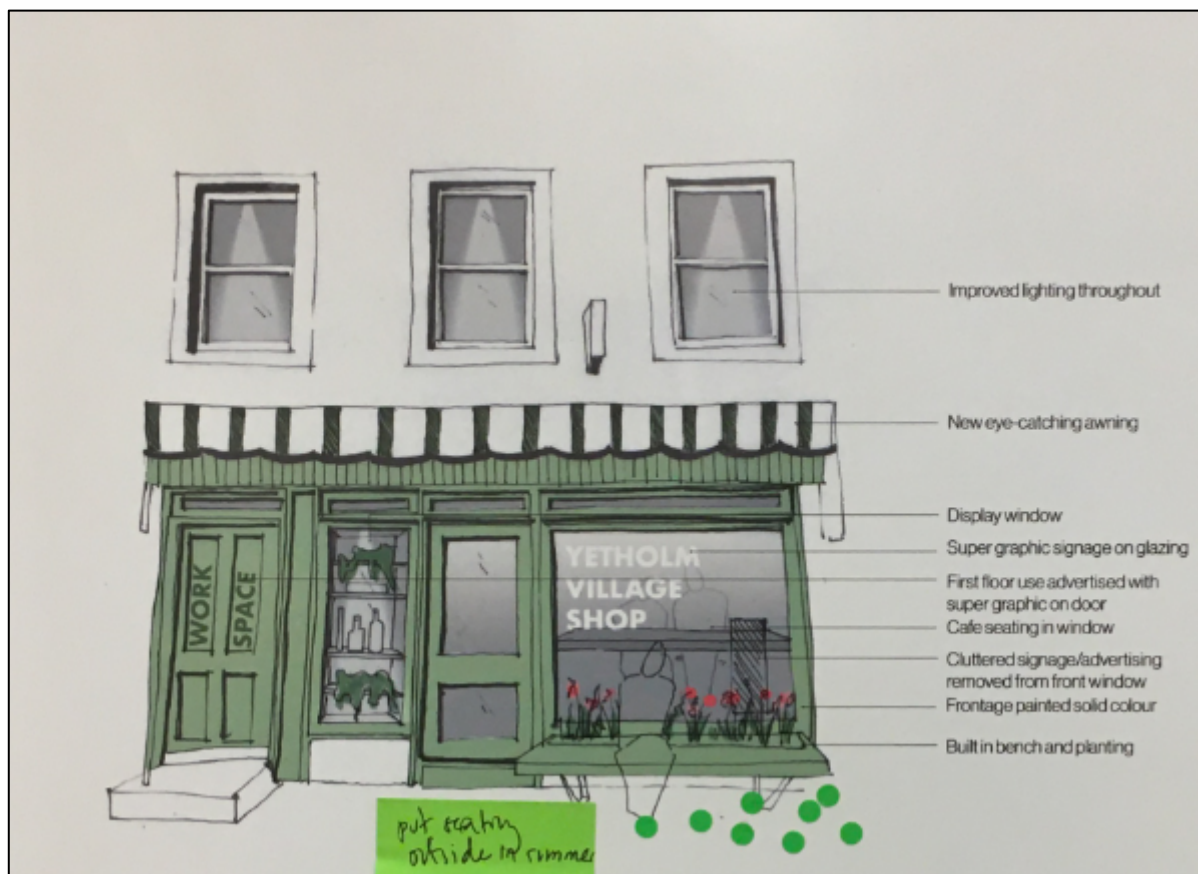 Improved lighting throughout
New eye-catching awning
Display window
Super graphic signage on glazing
First floor use advertised with
super graphic on door
Cafe seating in window
Cluttered signage/advertising
removed from front window
Frontage painted solid colour
Built in bench and planting
WORK
SPACE
YETHOLM
VILLAGE
SHOP
put seating
outside in summer